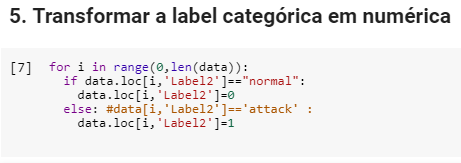 5. Transformar a label categórica em numérica
[7] for i in range(0,len(data)):
if data.loc[i,'Label2']=="normal":
data.loc[i,'Label2']=0
else: #data[i,'Label2']=='attack' :
data.loc[i,'Label2']=1